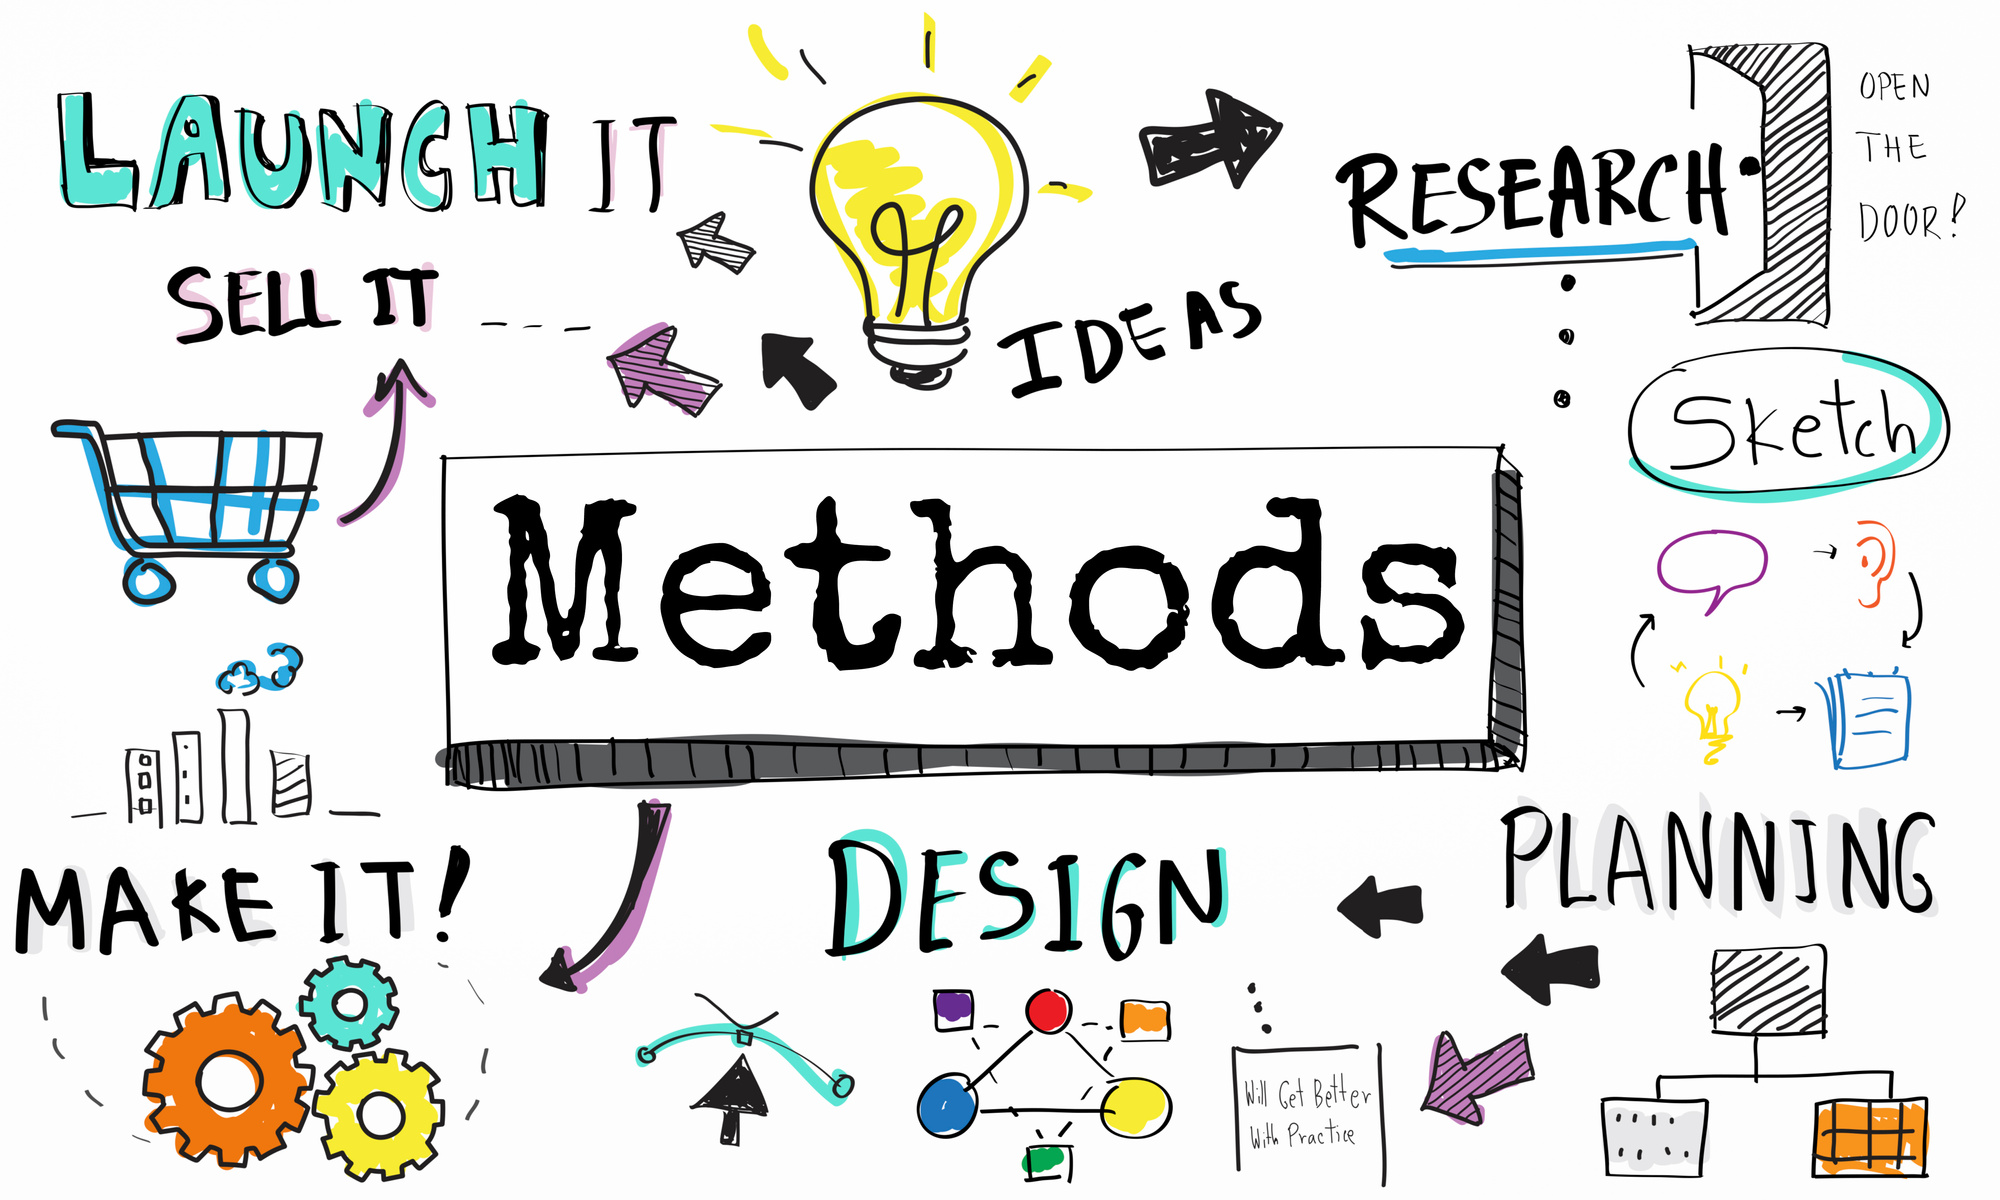 LAUNCH IT
SELL IT
IDEAS
RESEARCH
OPEN
THE
DOOR!
Sketch
Methods
MAKE IT!
DESIGN
PLANNING
Will Get Better
With Practice